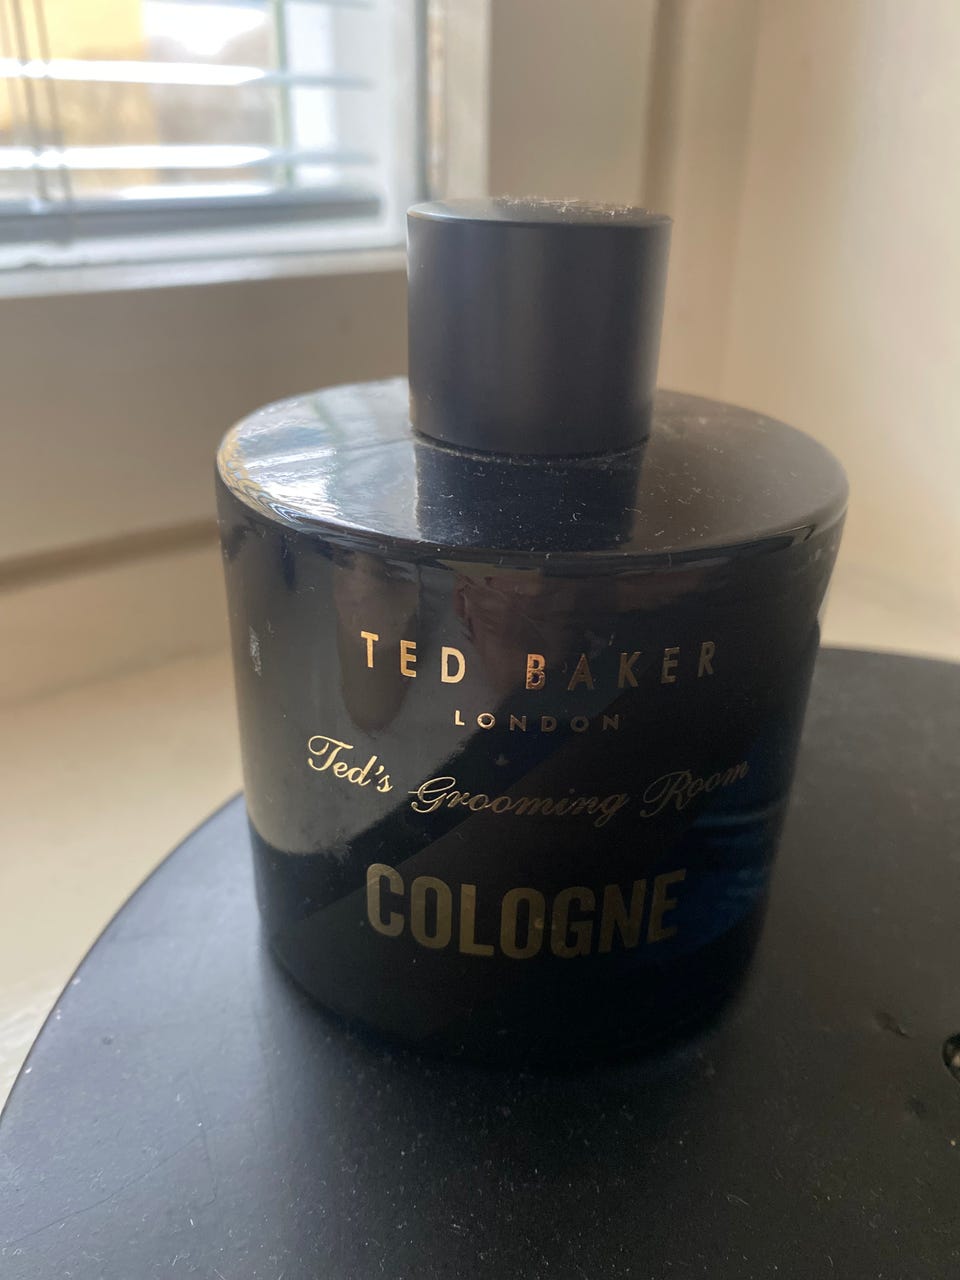 TED BAKER
LONDON
Ted's Grooming Room
COLOGNE